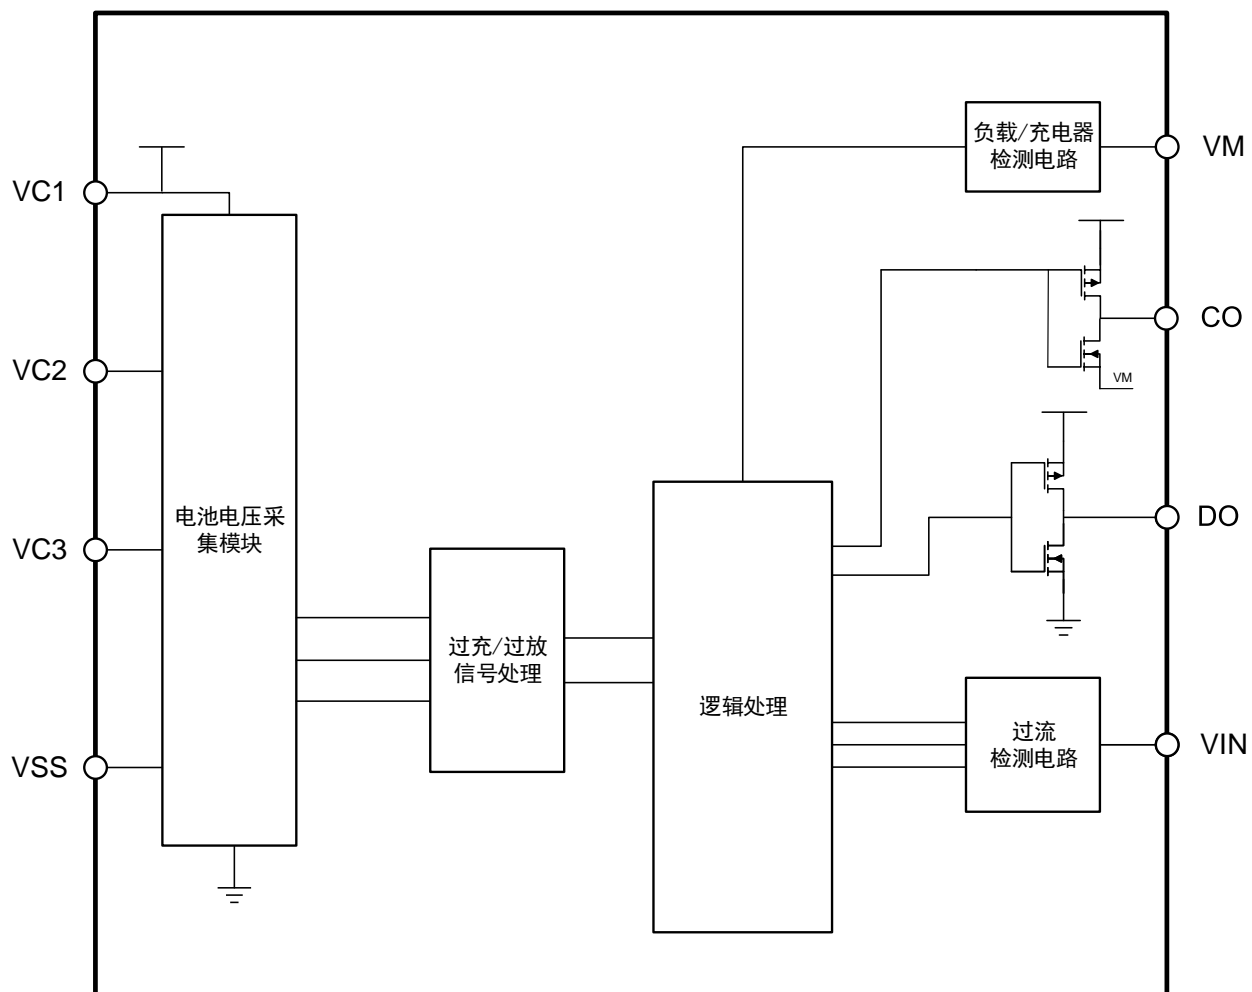 负载/充电器
检测电路
VM
VC1
CO
VC2
VM
电池电压采
集模块
DO
VC3
过充/过放
信号处理
逻辑处理
过流
检测电路
VIN
VSS